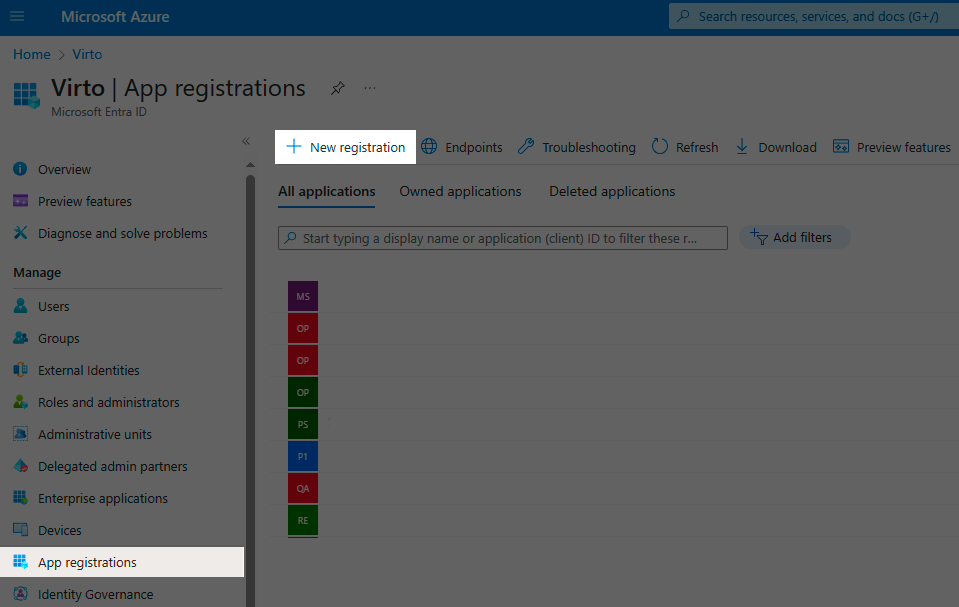 Microsoft Azure
Search resources, services, and docs (G+/)
Home > Virto
Virto | App registrations
Microsoft Entra ID
New registration
Endpoints
Troubleshooting
Refresh
Download
Preview features
Overview
Preview features
Diagnose and solve problems
Manage
Users
Groups
External Identities
Roles and administrators
Administrative units
Delegated admin partners
Enterprise applications
Devices
App registrations
Identity Governance
All applications
Owned applications
Deleted applications
Start typing a display name or application (client) ID to filter these r...
Add filters
MS
OP
OP
OP
PS
P1
QA
RE